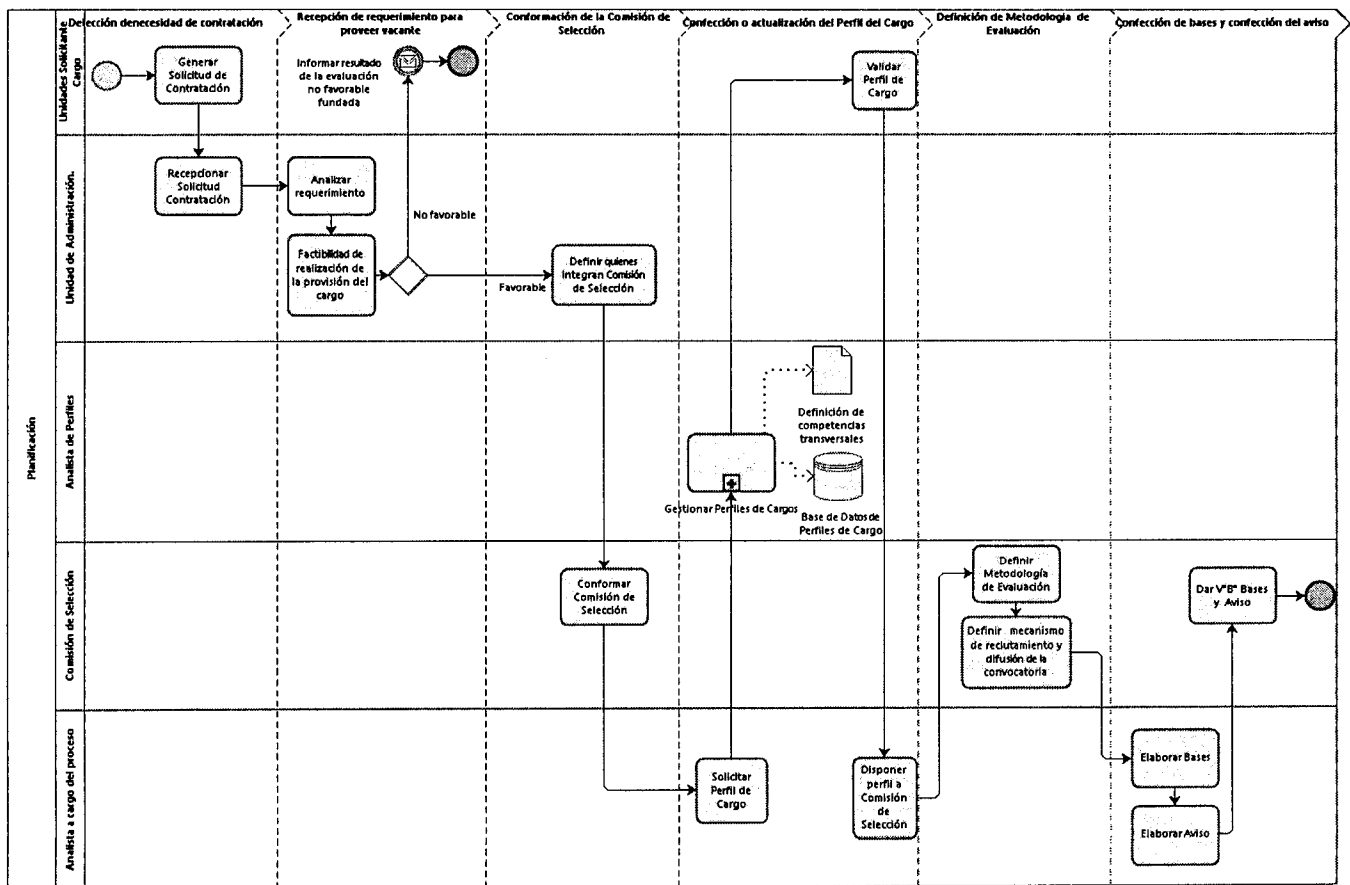 Detección denecesidad de contratación
Recepción de requerimiento para
proveer vacante
Conformación de la Comisión de
Selección
Confección o actualización del Perfil del Cargo
Definición de Metodología de
Evaluación
Confección de bases y confección del aviso
Planificación
Unidades Solicitante
Cargo
Generar
Solicitud de
Contratación
Informar resultado
de la evaluación
no favorable
fundada
Validar
Perfil de
Cargo
Unidad de Administración.
Recepcionar
Solicitud
Contratación
Analizar
requerimiento
No favorable
Factibilidad de
realización de
la provisión del
cargo
Favorable
Definir quienes
integran Comisión
de Selección
Analista de Perfiles
Definición de
competencias
transversales
Gestionar Perfiles de Cargos
Base de Datos de
Perfiles de Cargo
Comisión de Selección
Conformar
Comisión de
Selección
Definir
Metodología
de Evaluación
Definir mecanismo
de reclutamiento y
difusión de la
convocatoria
Dar V°B° Bases
y Aviso
Analista a cargo del proceso
Solicitar
Perfil de
Cargo
Disponer
perfil a
Comisión
de
Selección
Elaborar Bases
Elaborar Aviso